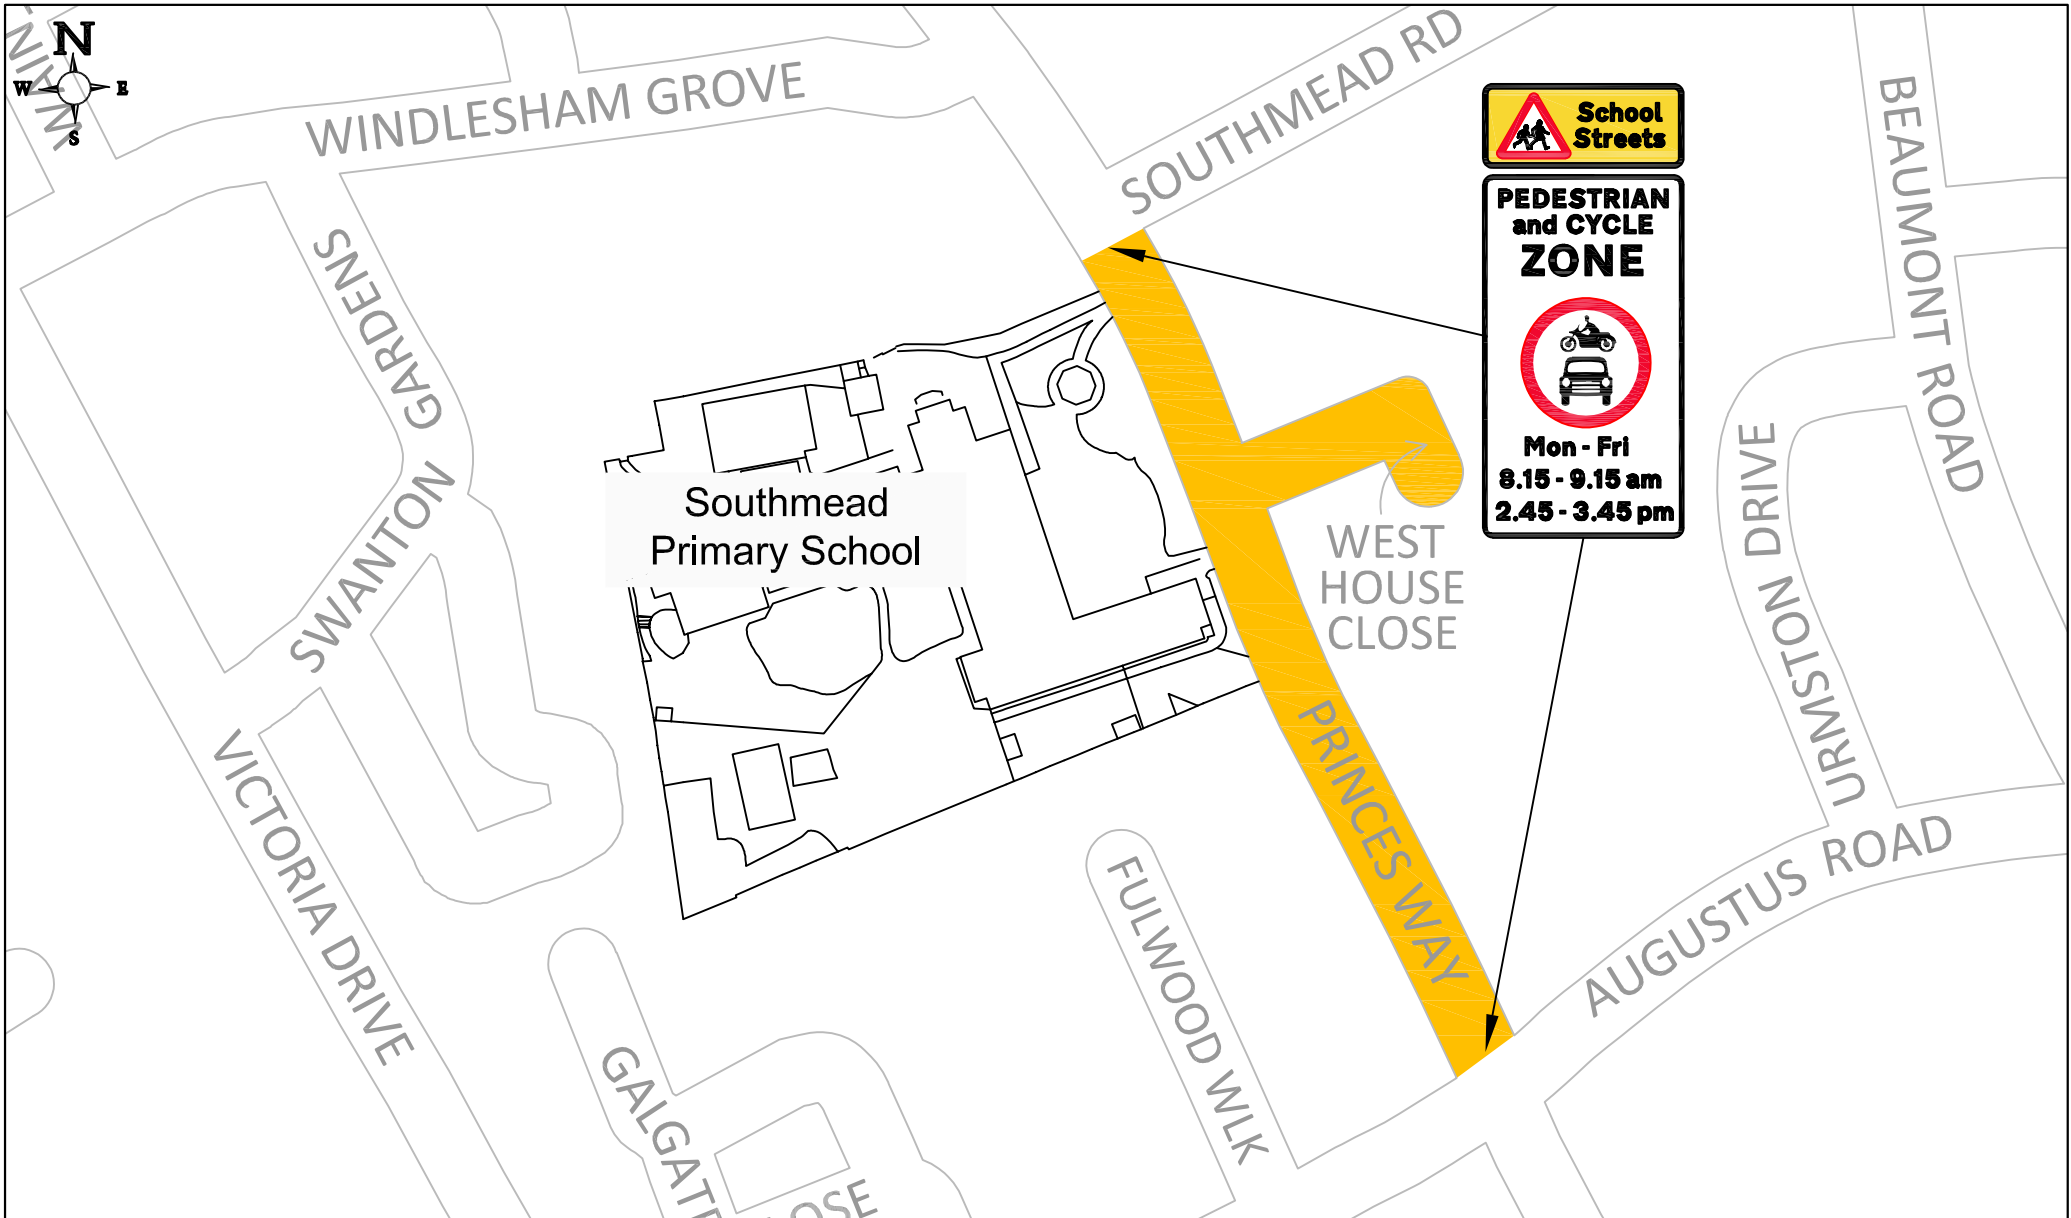 N
W
E
S
WINDLESHAM GROVE
SOUTHMEAD RD
School
Streets
PEDESTRIAN
and CYCLE
ZONE
Mon - Fri
8.15 - 9.15 am
2.45 - 3.45 pm
BEAUMONT ROAD
SWANTON GARDENS
Southmead
Primary School
WEST
HOUSE
CLOSE
URMSTON DRIVE
PRINCES WAY
VICTORIA DRIVE
AUGUSTUS ROAD
FULWOOD WLK